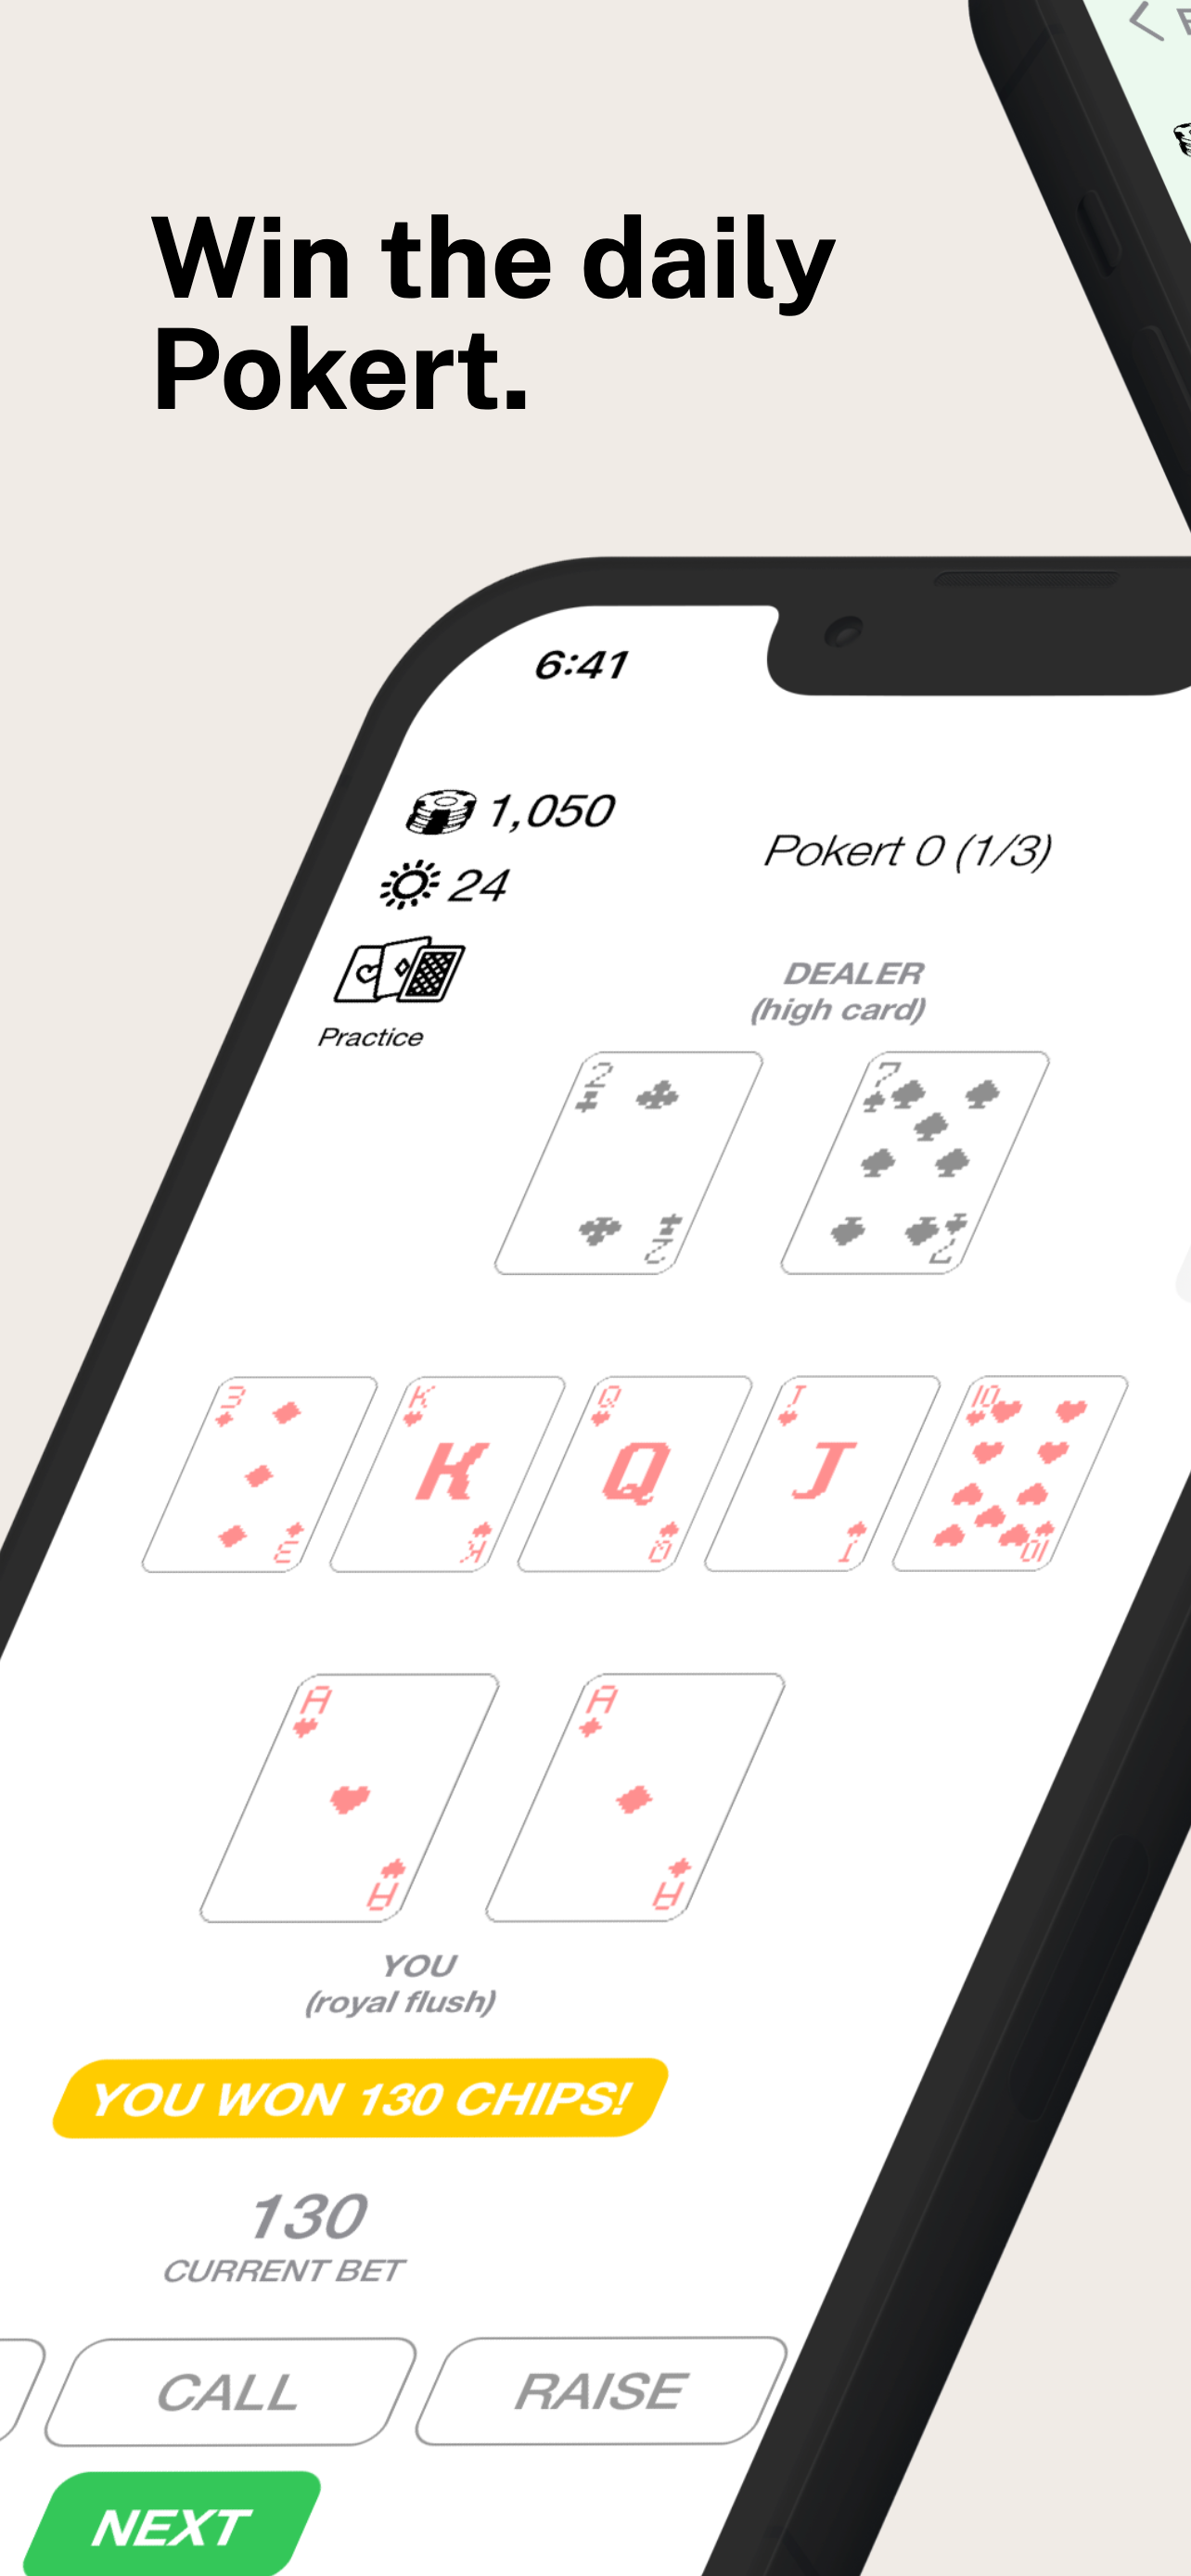 Win the daily
Pokert.
6:41
1,050
Pokert 0 (1/3)
24
Practice
DEALER
(high card)
2
2
7
7
3
3
K
K
K
Q
Q
Q
J
J
J
10
10
A
A
A
A
YOU
(royal flush)
YOU WON 130 CHIPS!
130
CURRENT BET
CALL
RAISE
NEXT